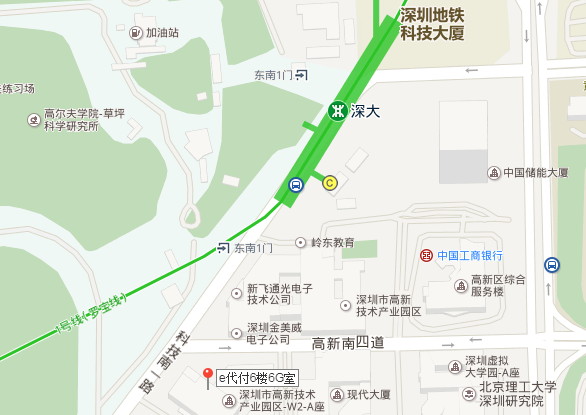 深圳地铁
科技大厦
加油站
东南1门
练习场
深大
高尔夫学院-草坪
科学研究所
中国储能大厦
C
东南1门
岭东教育
中国工商银行
新飞通光电子
技术公司
高新区综合
服务楼
深圳市高新
技术产业园区
1号线(罗宝线)
深圳金美威
电子公司
科技南一路
高新南四道
深圳虚拟
大学园-A座
e代付6楼6G室
深圳市高新技术
产业园区-W2-A座
现代大厦
北京理工大学
深圳研究院